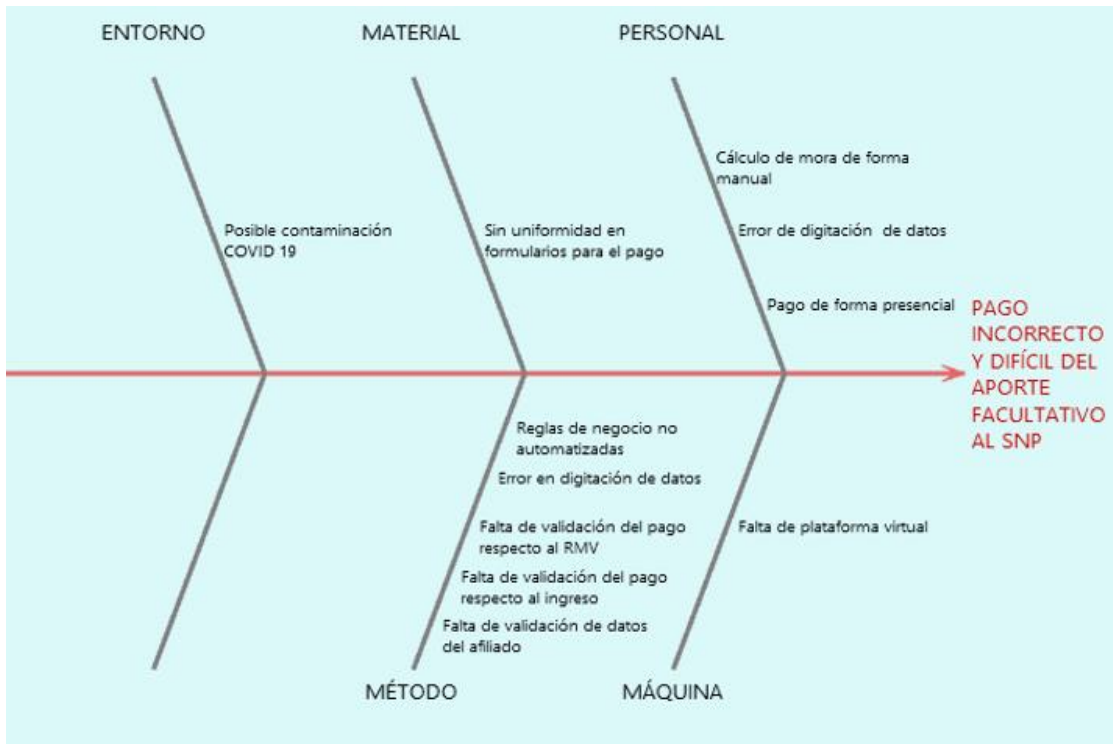 ENTORNO
MATERIAL
PERSONAL
Cálculo de mora de forma
manual
Posible contaminación
COVID 19
Sin uniformidad en
formularios para el pago
Error de digitación de datos
Pago de forma presencial
PAGO
INCORRECTO
Y DIFÍCIL DEL
APORTE
FACULTATIVO
AL SNP
Reglas de negocio no
automatizadas
Error en digitación de datos
Falta de validación del pago
respecto al RMV
Falta de plataforma virtual
Falta de validación del pago
respecto al ingreso
Falta de validación de datos
del afiliado
MÉTODO
MÁQUINA